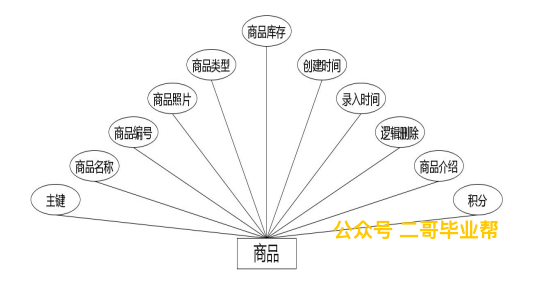 商品库存
商品类型
创建时间
商品照片
录入时间
商品编号
逻辑删除
商品名称
商品介绍
主键
积分
公众号 二哥毕业帮
商品